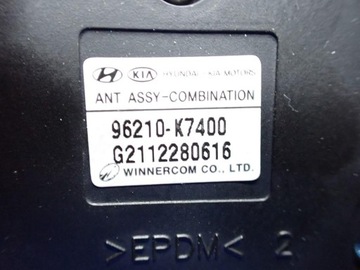 KIA HYUNDAI · KIA MOTORS
ANT ASSY-COMBINATION
96210-K7400
G2112280616
WINNERCOM CO., LTD.
>EPDM< 2